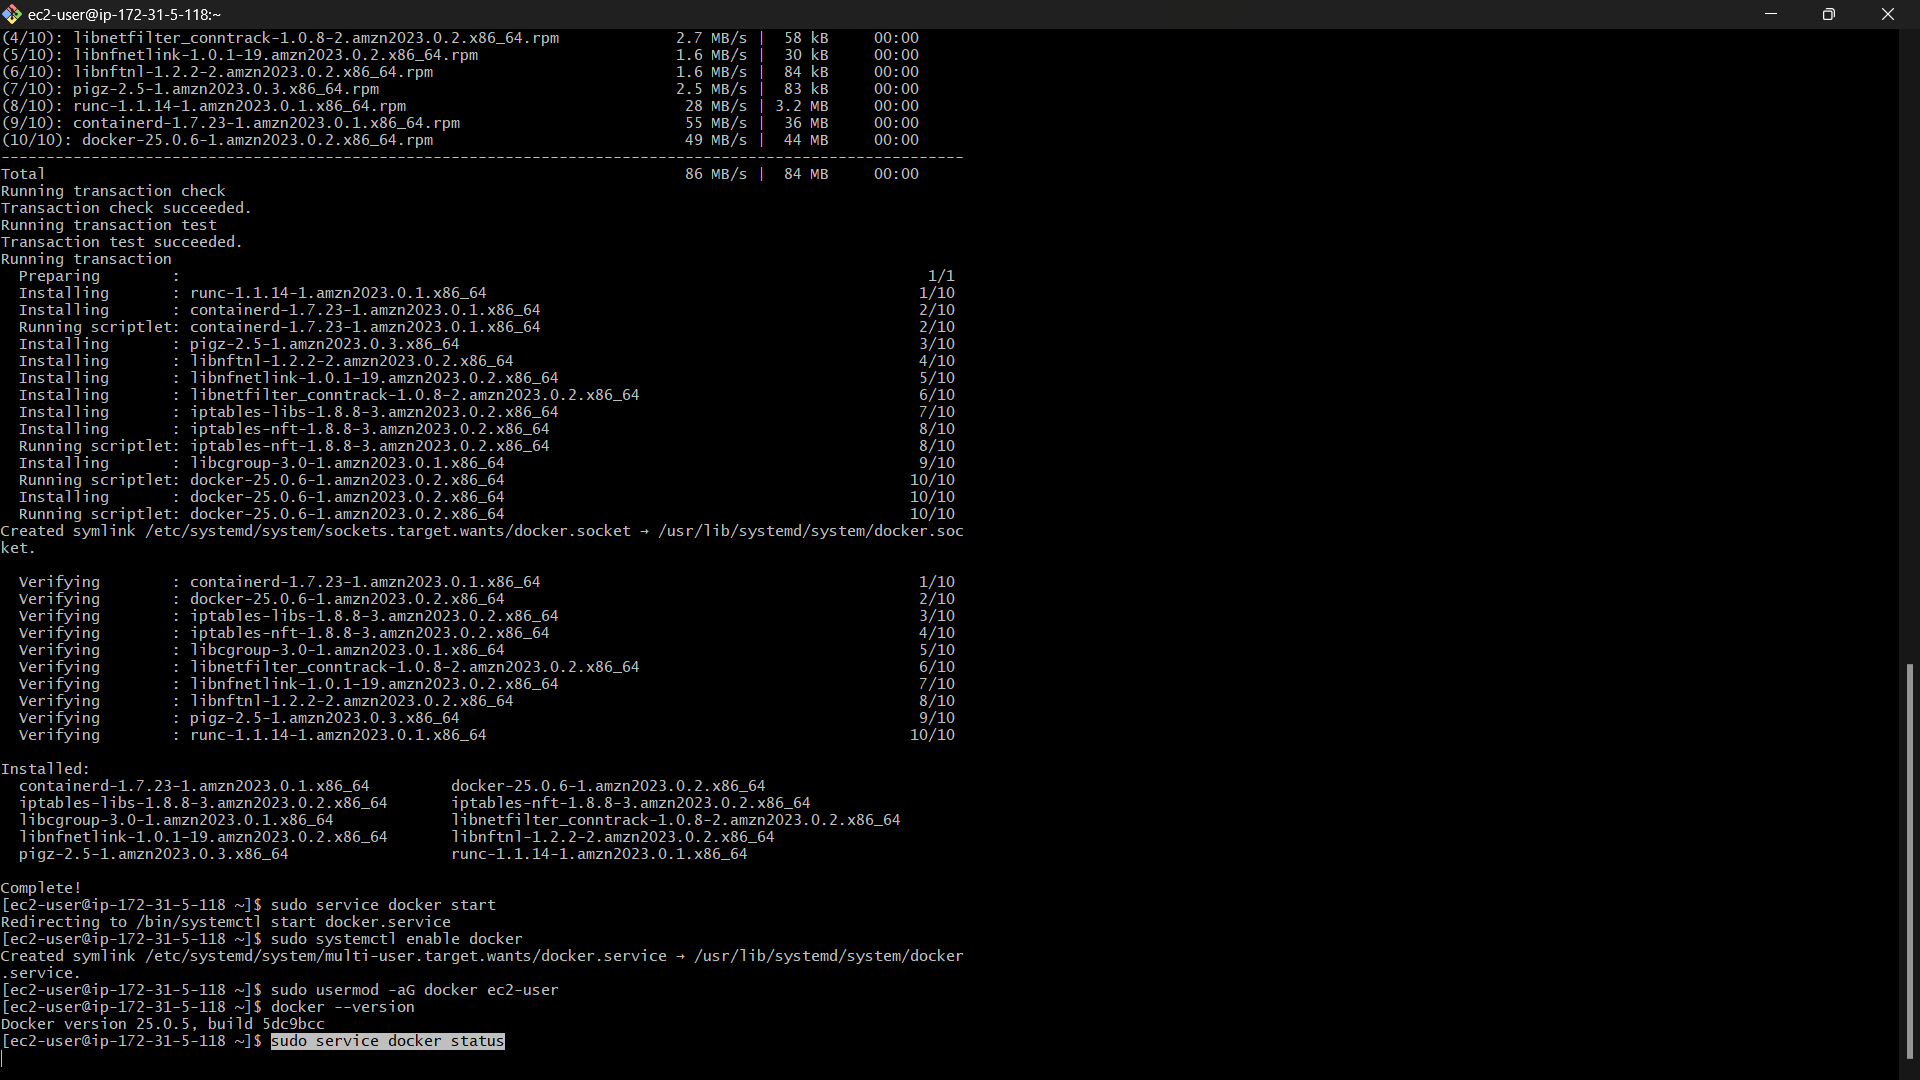 ec2-user@ip-172-31-5-118:~
(4/10): libnetfilter_conntrack-1.0.8-2.amzn2023.0.2.x86_64.rpm 2.7 MB/s | 58 kB 00:00
(5/10): libnfnetlink-1.0.1-19.amzn2023.0.2.x86_64.rpm 1.6 MB/s | 30 kB 00:00
(6/10): libnftnl-1.2.2-2.amzn2023.0.2.x86_64.rpm 1.6 MB/s | 84 kB 00:00
(7/10): pigz-2.5-1.amzn2023.0.3.x86_64.rpm 2.5 MB/s | 83 kB 00:00
(8/10): runc-1.1.14-1.amzn2023.0.1.x86_64.rpm 28 MB/s | 3.2 MB 00:00
(9/10): containerd-1.7.23-1.amzn2023.0.1.x86_64.rpm 55 MB/s | 36 MB 00:00
(10/10): docker-25.0.6-1.amzn2023.0.2.x86_64.rpm 49 MB/s | 44 MB 00:00
-----------------------------------------------------------------------------------------------------------
Total 86 MB/s | 84 MB 00:00
Running transaction check
Transaction check succeeded.
Running transaction test
Transaction test succeeded.
Running transaction
Preparing : 1/1
Installing : runc-1.1.14-1.amzn2023.0.1.x86_64 1/10
Installing : containerd-1.7.23-1.amzn2023.0.1.x86_64 2/10
Running scriptlet: containerd-1.7.23-1.amzn2023.0.1.x86_64 2/10
Installing : pigz-2.5-1.amzn2023.0.3.x86_64 3/10
Installing : libnftnl-1.2.2-2.amzn2023.0.2.x86_64 4/10
Installing : libnfnetlink-1.0.1-19.amzn2023.0.2.x86_64 5/10
Installing : libnetfilter_conntrack-1.0.8-2.amzn2023.0.2.x86_64 6/10
Installing : iptables-libs-1.8.8-3.amzn2023.0.2.x86_64 7/10
Installing : iptables-nft-1.8.8-3.amzn2023.0.2.x86_64 8/10
Running scriptlet: iptables-nft-1.8.8-3.amzn2023.0.2.x86_64 8/10
Installing : libcgroup-3.0-1.amzn2023.0.1.x86_64 9/10
Running scriptlet: docker-25.0.6-1.amzn2023.0.2.x86_64 10/10
Installing : docker-25.0.6-1.amzn2023.0.2.x86_64 10/10
Running scriptlet: docker-25.0.6-1.amzn2023.0.2.x86_64 10/10
Created symlink /etc/systemd/system/sockets.target.wants/docker.socket → /usr/lib/systemd/system/docker.soc
ket.
Verifying : containerd-1.7.23-1.amzn2023.0.1.x86_64 1/10
Verifying : docker-25.0.6-1.amzn2023.0.2.x86_64 2/10
Verifying : iptables-libs-1.8.8-3.amzn2023.0.2.x86_64 3/10
Verifying : iptables-nft-1.8.8-3.amzn2023.0.2.x86_64 4/10
Verifying : libcgroup-3.0-1.amzn2023.0.1.x86_64 5/10
Verifying : libnetfilter_conntrack-1.0.8-2.amzn2023.0.2.x86_64 6/10
Verifying : libnfnetlink-1.0.1-19.amzn2023.0.2.x86_64 7/10
Verifying : libnftnl-1.2.2-2.amzn2023.0.2.x86_64 8/10
Verifying : pigz-2.5-1.amzn2023.0.3.x86_64 9/10
Verifying : runc-1.1.14-1.amzn2023.0.1.x86_64 10/10
Installed:
containerd-1.7.23-1.amzn2023.0.1.x86_64 docker-25.0.6-1.amzn2023.0.2.x86_64
iptables-libs-1.8.8-3.amzn2023.0.2.x86_64 iptables-nft-1.8.8-3.amzn2023.0.2.x86_64
libcgroup-3.0-1.amzn2023.0.1.x86_64 libnetfilter_conntrack-1.0.8-2.amzn2023.0.2.x86_64
libnfnetlink-1.0.1-19.amzn2023.0.2.x86_64 libnftnl-1.2.2-2.amzn2023.0.2.x86_64
pigz-2.5-1.amzn2023.0.3.x86_64 runc-1.1.14-1.amzn2023.0.1.x86_64
Complete!
[ec2-user@ip-172-31-5-118 ~]$ sudo service docker start
Redirecting to /bin/systemctl start docker.service
[ec2-user@ip-172-31-5-118 ~]$ sudo systemctl enable docker
Created symlink /etc/systemd/system/multi-user.target.wants/docker.service → /usr/lib/systemd/system/docker
.service.
[ec2-user@ip-172-31-5-118 ~]$ sudo usermod -aG docker ec2-user
[ec2-user@ip-172-31-5-118 ~]$ docker --version
Docker version 25.0.5, build 5dc9bcc
[ec2-user@ip-172-31-5-118 ~]$ sudo service docker status